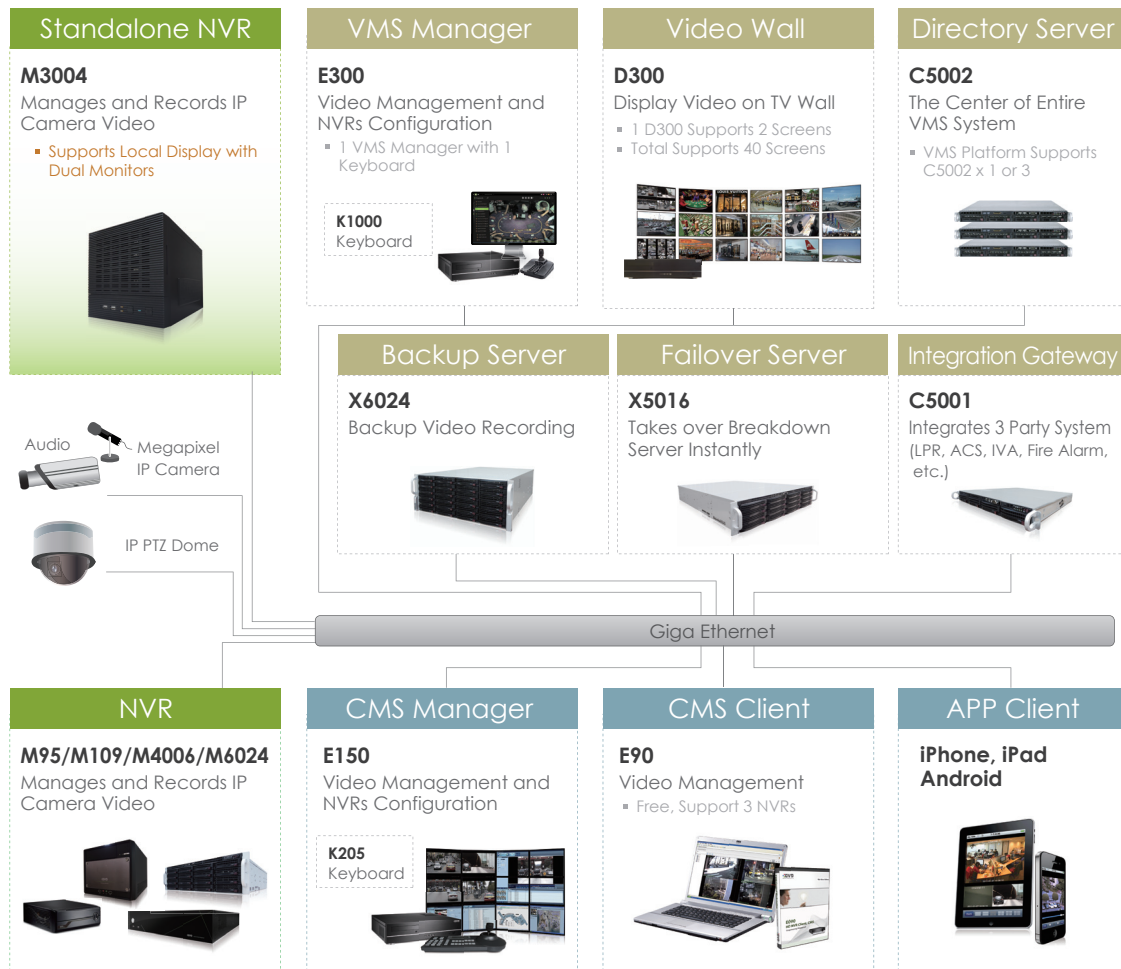 Standalone NVR
M3004
Manages and Records IP
Camera Video
Supports Local Display with
Dual Monitors
VMS Manager
E300
Video Management and
NVRs Configuration
1 VMS Manager with 1
Keyboard
K1000
Keyboard
Video Wall
D300
Display Video on TV Wall
1 D300 Supports 2 Screens
Total Supports 40 Screens
Directory Server
C5002
The Center of Entire
VMS System
VMS Platform Supports
C5002 x 1 or 3
Backup Server
X6024
Backup Video Recording
Failover Server
X5016
Takes over Breakdown
Server Instantly
Integration Gateway
C5001
Integrates 3 Party System
(LPR, ACS, IVA, Fire Alarm,
etc.)
Audio
Megapixel
IP Camera
IP PTZ Dome
Giga Ethernet
NVR
M95/M109/M4006/M6024
Manages and Records IP
Camera Video
CMS Manager
E150
Video Management and
NVRs Configuration
K205
Keyboard
CMS Client
E90
Video Management
Free, Support 3 NVRs
APP Client
iPhone, iPad
Android